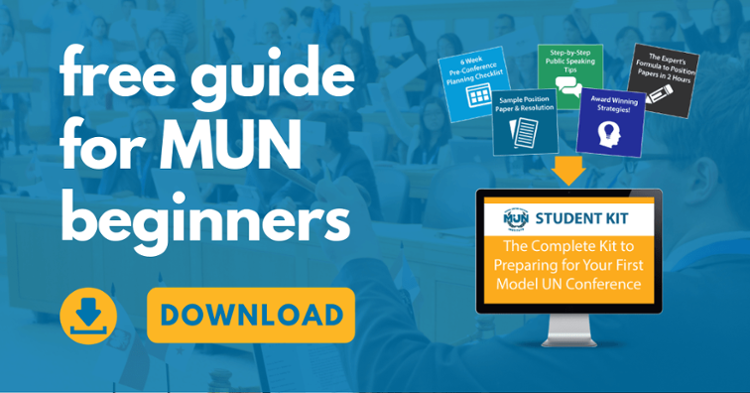 free guide
for MUN
beginners
DOWNLOAD
6 Week
Pre-Conference
Planning Checklist
Step-by-Step
Public Speaking
Tips
The Expert's
Formula to Position
Papers in 2 Hours
Sample Position
Paper & Resolution
Award Winning
Strategies!
MUN STUDENT KIT
The Complete Kit to
Preparing for Your First
Model UN Conference